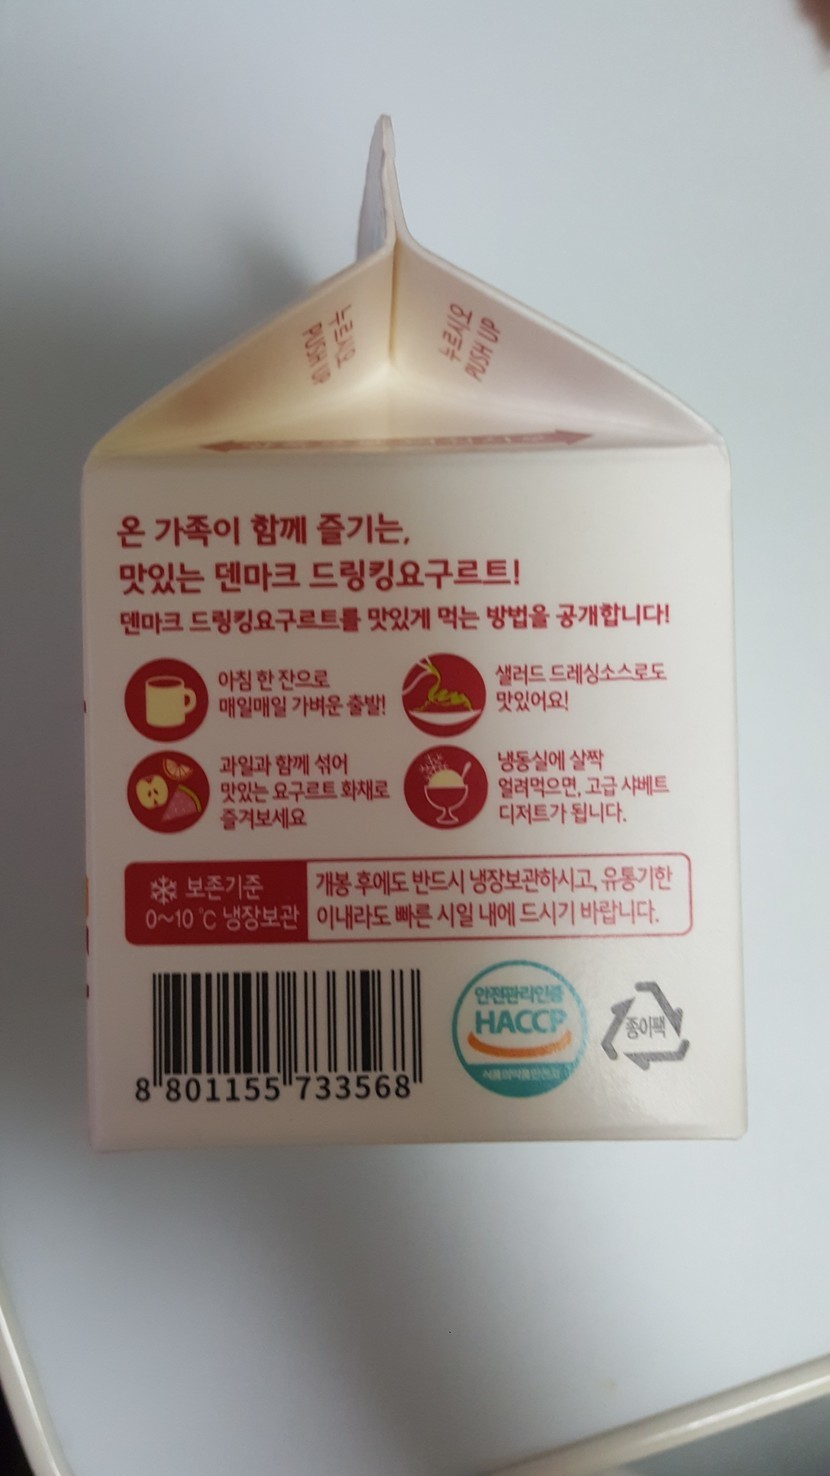 누르시오
PUSH UP
누르시오
PUSH UP
온 가족이 함께 즐기는,
맛있는 덴마크 드링킹요구르트!
덴마크 드링킹요구르트를 맛있게 먹는 방법을 공개합니다!
아침 한 잔으로
매일매일 가벼운 출발!
샐러드 드레싱소스로도
맛있어요!
과일과 함께 섞어
맛있는 요구르트 화채로
즐겨보세요
냉동실에 살짝
얼려먹으면, 고급 샤베트
디저트가 됩니다.
보존기준
0~10 ℃ 냉장보관
개봉 후에도 반드시 냉장보관하시고, 유통기한
이내라도 빠른 시일 내에 드시기 바랍니다.
8 801155 733568
안전관리인증
HACCP
식품의약품안전처
종이팩